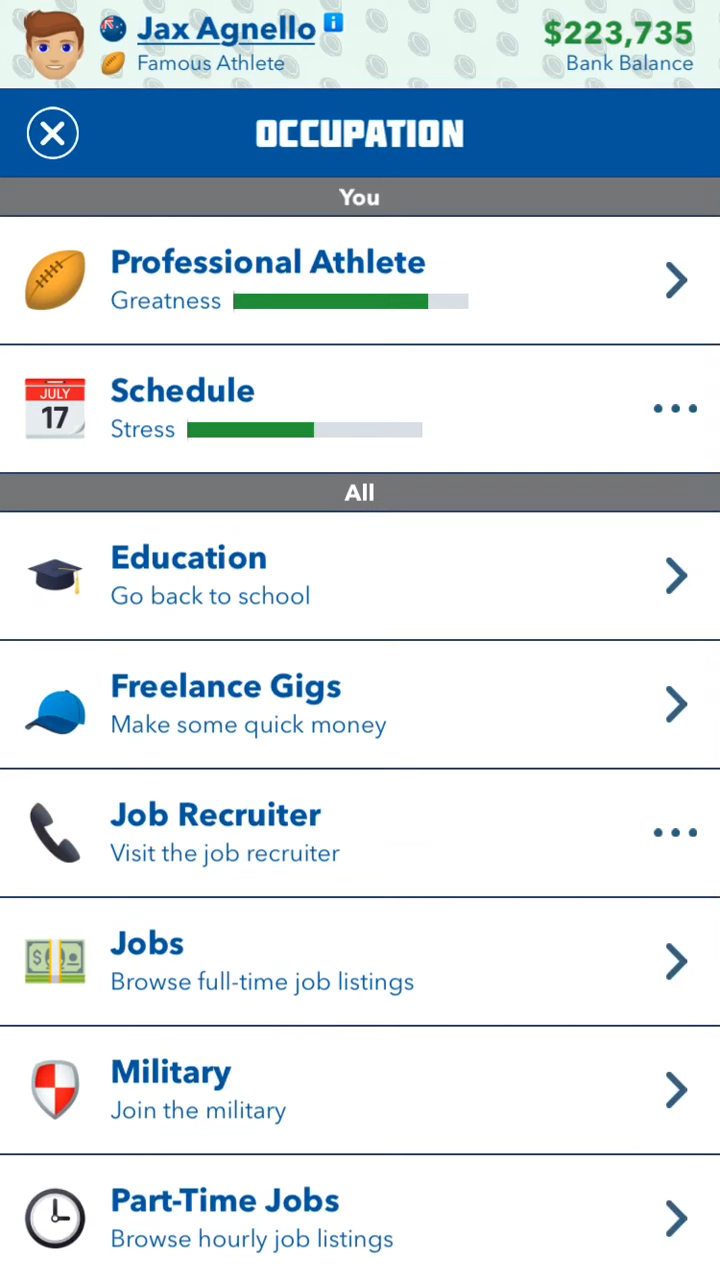 Jax Agnello i
$223,735
Famous Athlete
Bank Balance
OCCUPATION
You
Professional Athlete
Greatness
JULY
17
Schedule
Stress
All
Education
Go back to school
Freelance Gigs
Make some quick money
Job Recruiter
Visit the job recruiter
Jobs
Browse full-time job listings
Military
Join the military
Part-Time Jobs
Browse hourly job listings